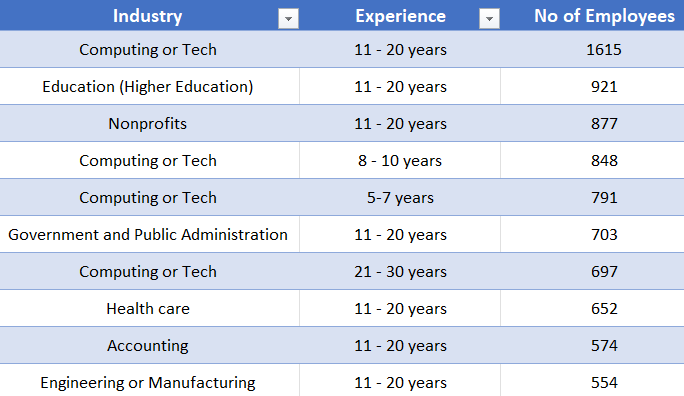 Industry Experience No of Employees
Computing or Tech 11 - 20 years 1615
Education (Higher Education) 11 - 20 years 921
Nonprofits 11 - 20 years 877
Computing or Tech 8 - 10 years 848
Computing or Tech 5-7 years 791
Government and Public Administration 11 - 20 years 703
Computing or Tech 21 - 30 years 697
Health care 11 - 20 years 652
Accounting 11 - 20 years 574
Engineering or Manufacturing 11 - 20 years 554